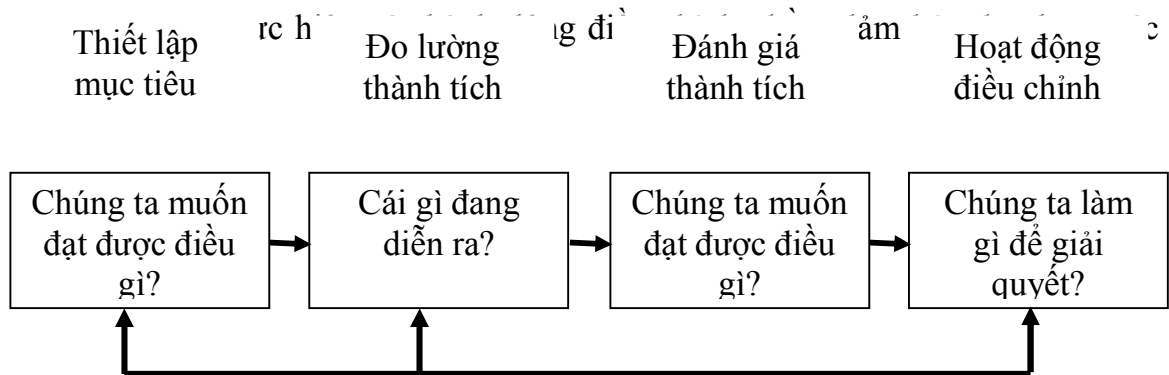 Thiết lập
mục tiêu
Đo lường
thành tích
Đánh giá
thành tích
Hoạt động
điều chỉnh
Chúng ta muốn
đạt được điều
gì?
Cái gì đang
diễn ra?
Chúng ta muốn
đạt được điều
gì?
Chúng ta làm
gì để giải
quyết?